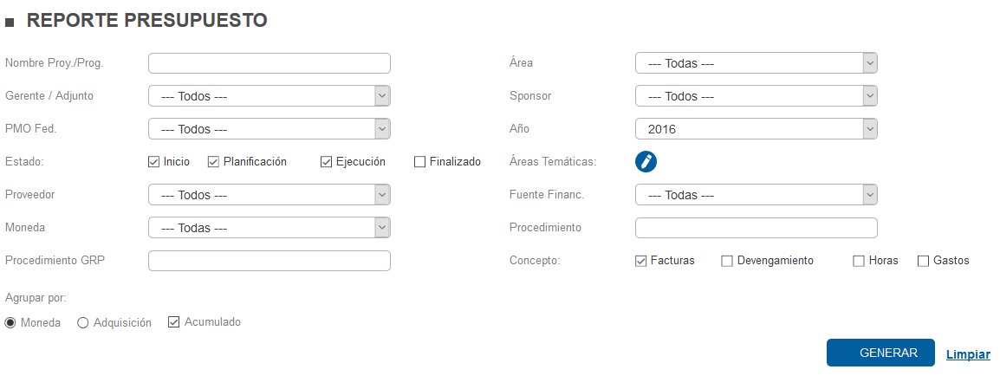 REPORTE PRESUPUESTO
Nombre Proy./Prog. Área --- Todas ---
Gerente / Adjunto --- Todos --- Sponsor --- Todos ---
PMO Fed. --- Todos --- Año 2016
Estado: Inicio Planificación Ejecución Finalizado Áreas Temáticas:
Proveedor --- Todos --- Fuente Financ. --- Todas ---
Moneda --- Todas --- Procedimiento
Procedimiento GRP Concepto: Facturas Devengamiento Horas Gastos
Agrupar por:
Moneda Adquisición Acumulado
GENERAR Limpiar